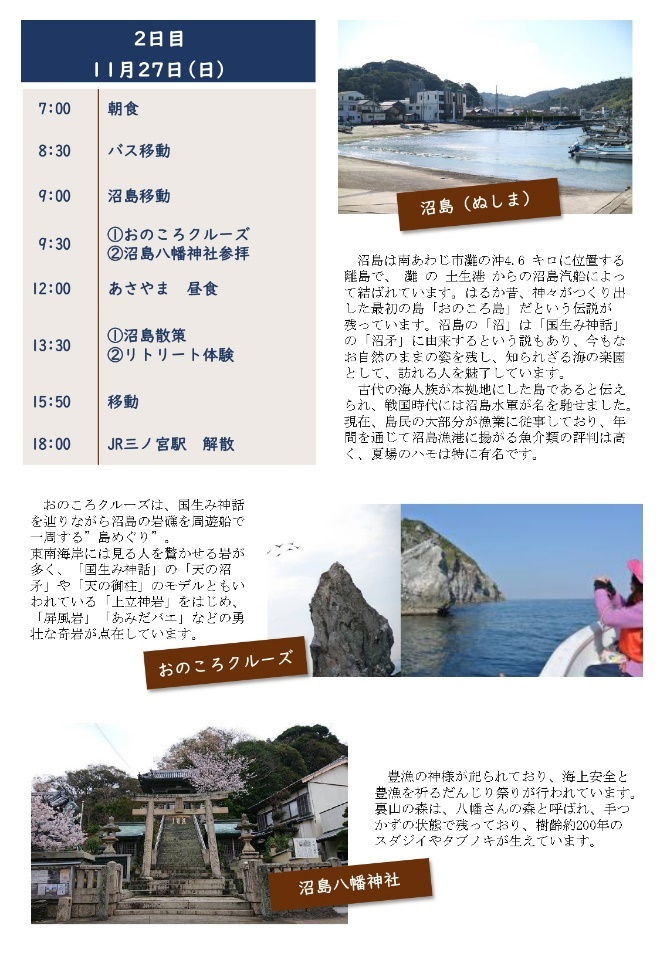 2日目
11月27日(日)
7:00 朝食
8:30 バス移動
9:00 沼島移動
9:30 ①おのころクルーズ
②沼島八幡神社参拝
12:00 あさやま 昼食
13:30 ①沼島散策
②リトリート体験
15:50 移動
18:00 JR三ノ宮駅 解散
沼島（ぬしま）
沼島は南あわじ市灘の沖4.6 キロに位置する
離島で、 灘 の 土生港 からの沼島汽船によっ
て結ばれています。はるか昔、神々がつくり出
した最初の島「おのころ島」だという伝説が
残っています。沼島の「沼」は「国生み神話」
の「沼矛」に由来するという説もあり、今もな
お自然のままの姿を残し、知られざる海の楽園
として、訪れる人を魅了しています。
古代の海人族が本拠地にした島であると伝え
られ、戦国時代には沼島水軍が名を馳せました。
現在、島民の大部分が漁業に従事しており、年
間を通じて沼島漁港に揚がる魚介類の評判は高
く、夏場のハモは特に有名です。
おのころクルーズは、国生み神話
を辿りながら沼島の岩礁を周遊船で
一周する”島めぐり”。
東南海岸には見る人を驚かせる岩が
多く、「国生み神話」の「天の沼
矛」や「天の御柱」のモデルともい
われている「上立神岩」をはじめ、
「屏風岩」「あみだバエ」などの勇
壮な奇岩が点在しています。
おのころクルーズ
豊漁の神様が祀られており、海上安全と
豊漁を祈るだんじり祭りが行われています。
裏山の森は、八幡さんの森と呼ばれ、手つ
かずの状態で残っており、樹齢約200年の
スダジイやタブノキが生えています。
沼島八幡神社